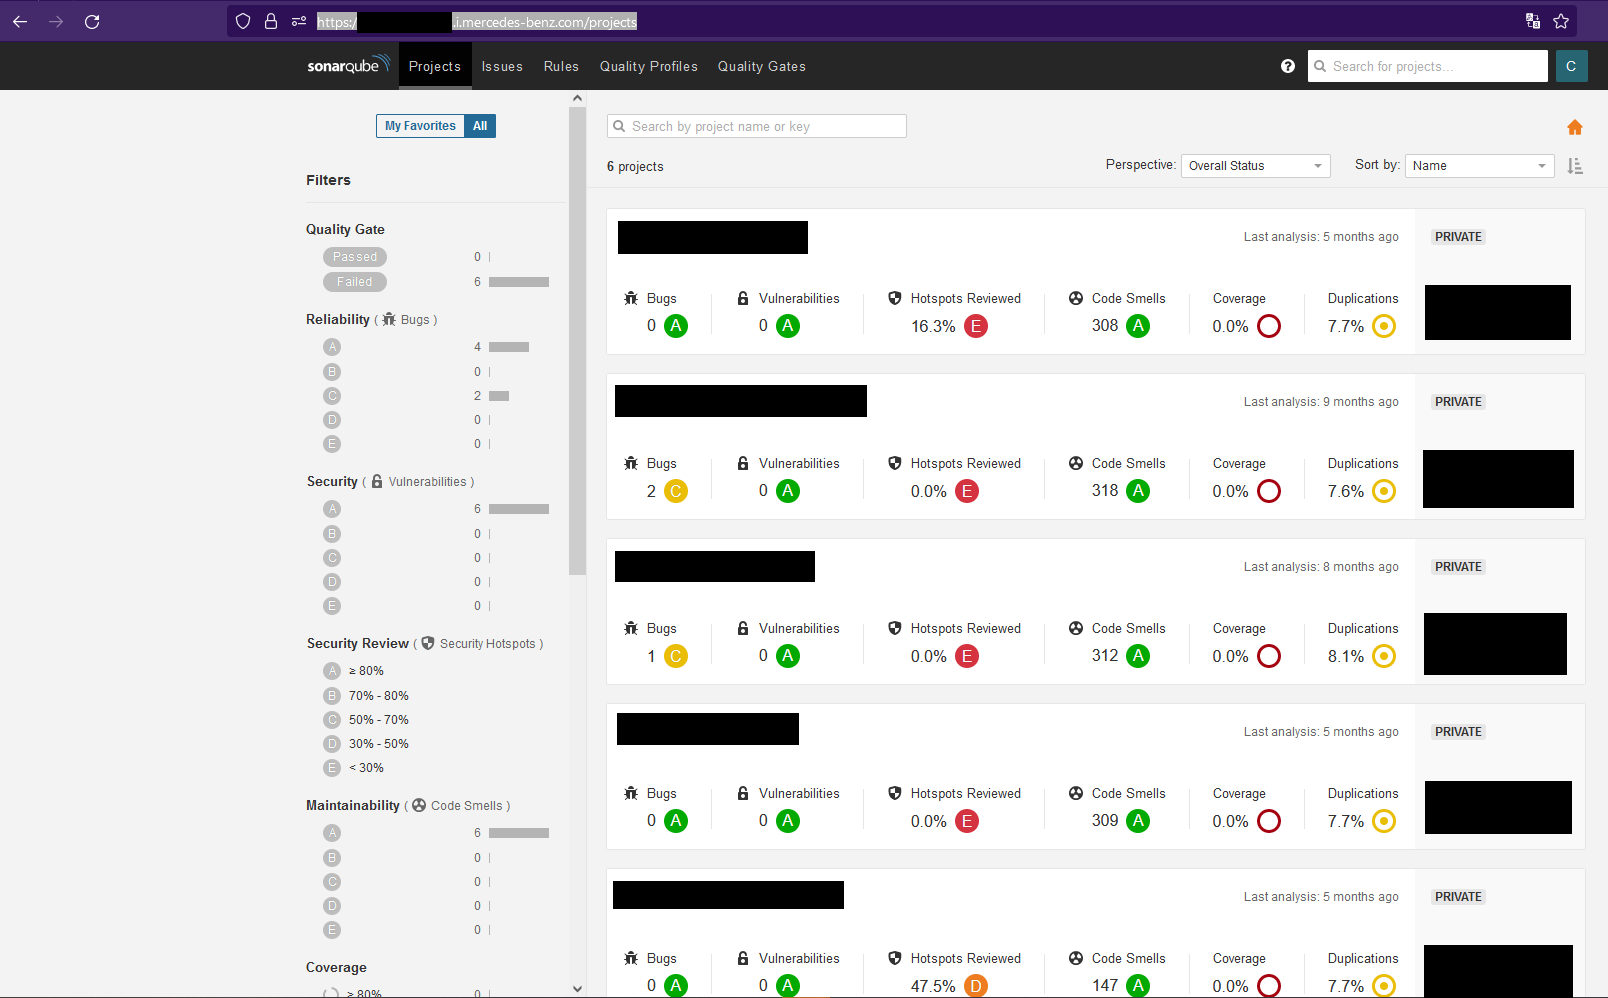 https:/ .i.mercedes-benz.com/projects
sonarqube Projects Issues Rules Quality Profiles Quality Gates ? Search for projects... C
My Favorites All
Filters
Quality Gate
Passed 0
Failed 6
Reliability ( Bugs )
A 4
B 0
C 2
D 0
E 0
Security ( Vulnerabilities )
A 6
B 0
C 0
D 0
E 0
Security Review ( Security Hotspots )
A ≥ 80%
B 70% - 80%
C 50% - 70%
D 30% - 50%
E < 30%
Maintainability ( Code Smells )
A 6
B 0
C 0
D 0
E 0
Coverage
≥ 80% 0
Search by project name or key
6 projects Perspective: Overall Status Sort by: Name
Last analysis: 5 months ago PRIVATE
Bugs Vulnerabilities Hotspots Reviewed Code Smells Coverage Duplications
0 A 0 A 16.3% E 308 A 0.0% 7.7%
Last analysis: 9 months ago PRIVATE
Bugs Vulnerabilities Hotspots Reviewed Code Smells Coverage Duplications
2 C 0 A 0.0% E 318 A 0.0% 7.6%
Last analysis: 8 months ago PRIVATE
Bugs Vulnerabilities Hotspots Reviewed Code Smells Coverage Duplications
1 C 0 A 0.0% E 312 A 0.0% 8.1%
Last analysis: 5 months ago PRIVATE
Bugs Vulnerabilities Hotspots Reviewed Code Smells Coverage Duplications
0 A 0 A 0.0% E 309 A 0.0% 7.7%
Last analysis: 5 months ago PRIVATE
Bugs Vulnerabilities Hotspots Reviewed Code Smells Coverage Duplications
0 A 0 A 47.5% D 147 A 0.0% 7.7%